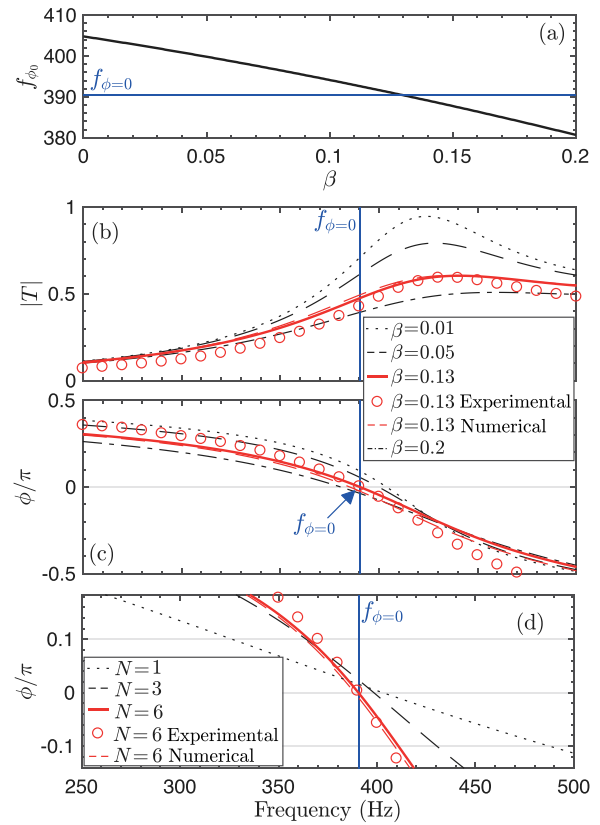 410
400
390
380
f_{ϕ_0}
f_{ϕ=0}
(a)
0
0.05
0.1
0.15
0.2
β
1
0.5
0
|T|
(b)
f_{ϕ=0}
β=0.01
β=0.05
β=0.13
β=0.13 Experimental
β=0.13 Numerical
β=0.2
0.5
0
-0.5
ϕ/π
f_{ϕ=0}
(c)
0.1
0
-0.1
ϕ/π
f_{ϕ=0}
(d)
N=1
N=3
N=6
N=6 Experimental
N=6 Numerical
250
300
350
400
450
500
Frequency (Hz)